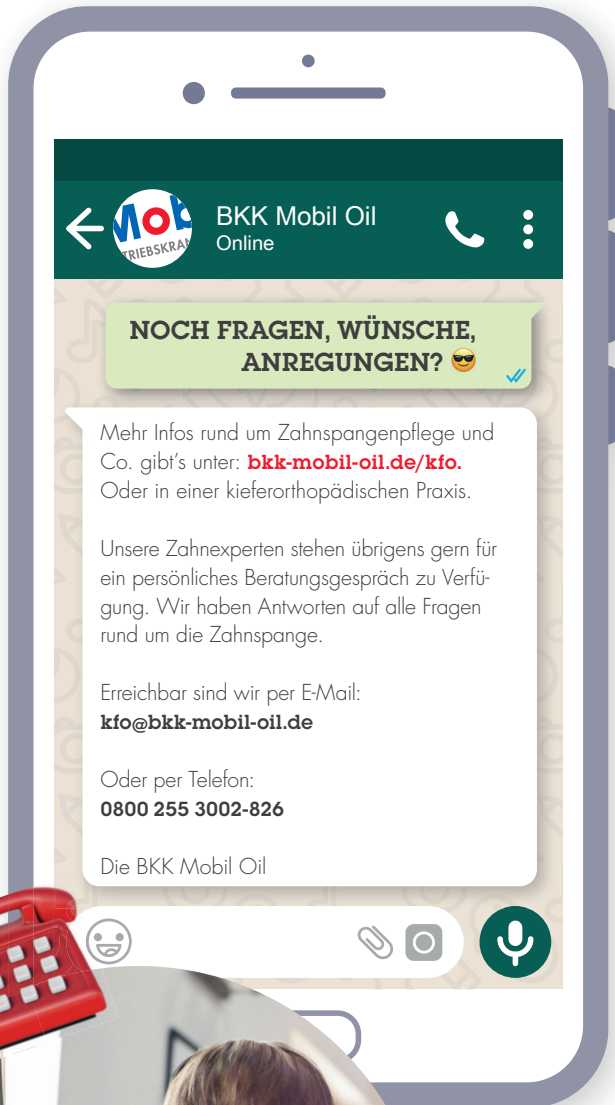 Mob
TRIEBSKRAN
BKK Mobil Oil
Online
NOCH FRAGEN, WÜNSCHE,
ANREGUNGEN? 😎
Mehr Infos rund um Zahnspangenpflege und
Co. gibt’s unter: bkk-mobil-oil.de/kfo.
Oder in einer kieferorthopädischen Praxis.
Unsere Zahnexperten stehen übrigens gern für
ein persönliches Beratungsgespräch zu Verfü-
gung. Wir haben Antworten auf alle Fragen
rund um die Zahnspange.
Erreichbar sind wir per E-Mail:
kfo@bkk-mobil-oil.de
Oder per Telefon:
0800 255 3002-826
Die BKK Mobil Oil